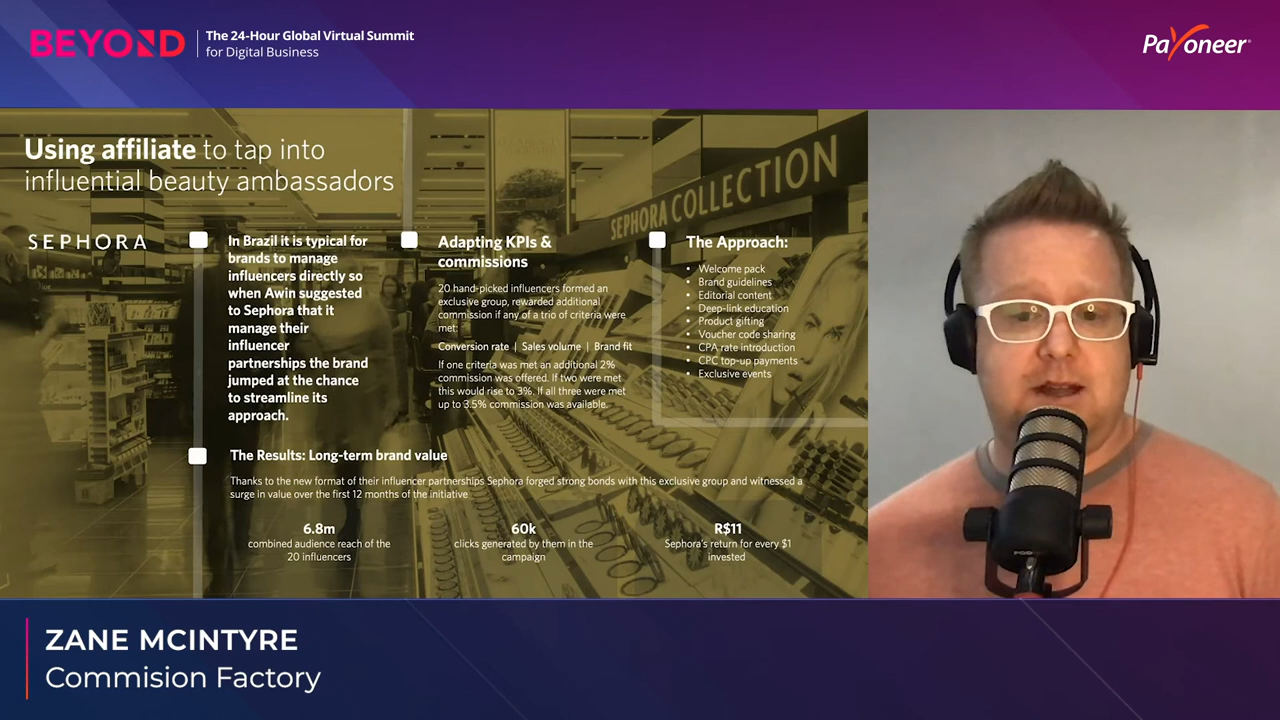 BEYOND
The 24-Hour Global Virtual Summit
for Digital Business
Payoneer
Using affiliate to tap into
influential beauty ambassadors
SEPHORA
In Brazil it is typical for
brands to manage
influencers directly so
when Awin suggested
to Sephora that it
manage their
influencer
partnerships the brand
jumped at the chance
to streamline its
approach.
Adapting KPIs &
commissions
20 hand-picked influencers formed an
exclusive group, rewarded additional
commission if any of a trio of criteria were
met:
Conversion rate | Sales volume | Brand fit
If one criteria was met an additional 2%
commission was offered. If two were met
this would rise to 3%. If all three were met
up to 3.5% commission was available.
SEPHORA COLLECTION
The Approach:
• Welcome pack
• Brand guidelines
• Editorial content
• Deep-link education
• Product gifting
• Voucher code sharing
• CPA rate introduction
• CPC top-up payments
• Exclusive events
The Results: Long-term brand value
Thanks to the new format of their influencer partnerships Sephora forged strong bonds with this exclusive group and witnessed a
surge in value over the first 12 months of the initiative
6.8m
combined audience reach of the
20 influencers
60k
clicks generated by them in the
campaign
R$11
Sephora's return for every $1
invested
ZANE MCINTYRE
Commision Factory